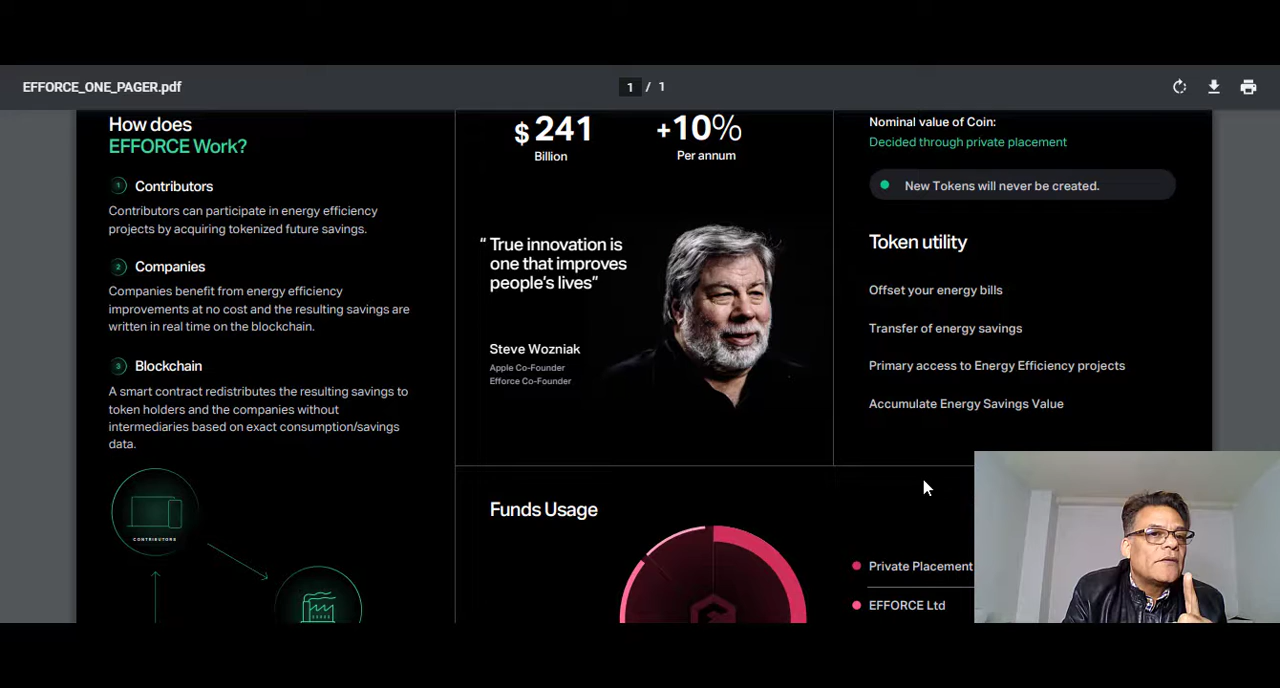 EFFORCE_ONE_PAGER.pdf
1 / 1
How does
EFFORCE Work?
1 Contributors
Contributors can participate in energy efficiency
projects by acquiring tokenized future savings.
2 Companies
Companies benefit from energy efficiency
improvements at no cost and the resulting savings are
written in real time on the blockchain.
3 Blockchain
A smart contract redistributes the resulting savings to
token holders and the companies without
intermediaries based on exact consumption/savings
data.
CONTRIBUTORS
$ 241
Billion
+10%
Per annum
“ True innovation is
one that improves
people's lives”
Steve Wozniak
Apple Co-Founder
Efforce Co-Founder
Nominal value of Coin:
Decided through private placement
New Tokens will never be created.
Token utility
Offset your energy bills
Transfer of energy savings
Primary access to Energy Efficiency projects
Accumulate Energy Savings Value
Funds Usage
Private Placement
EFFORCE Ltd